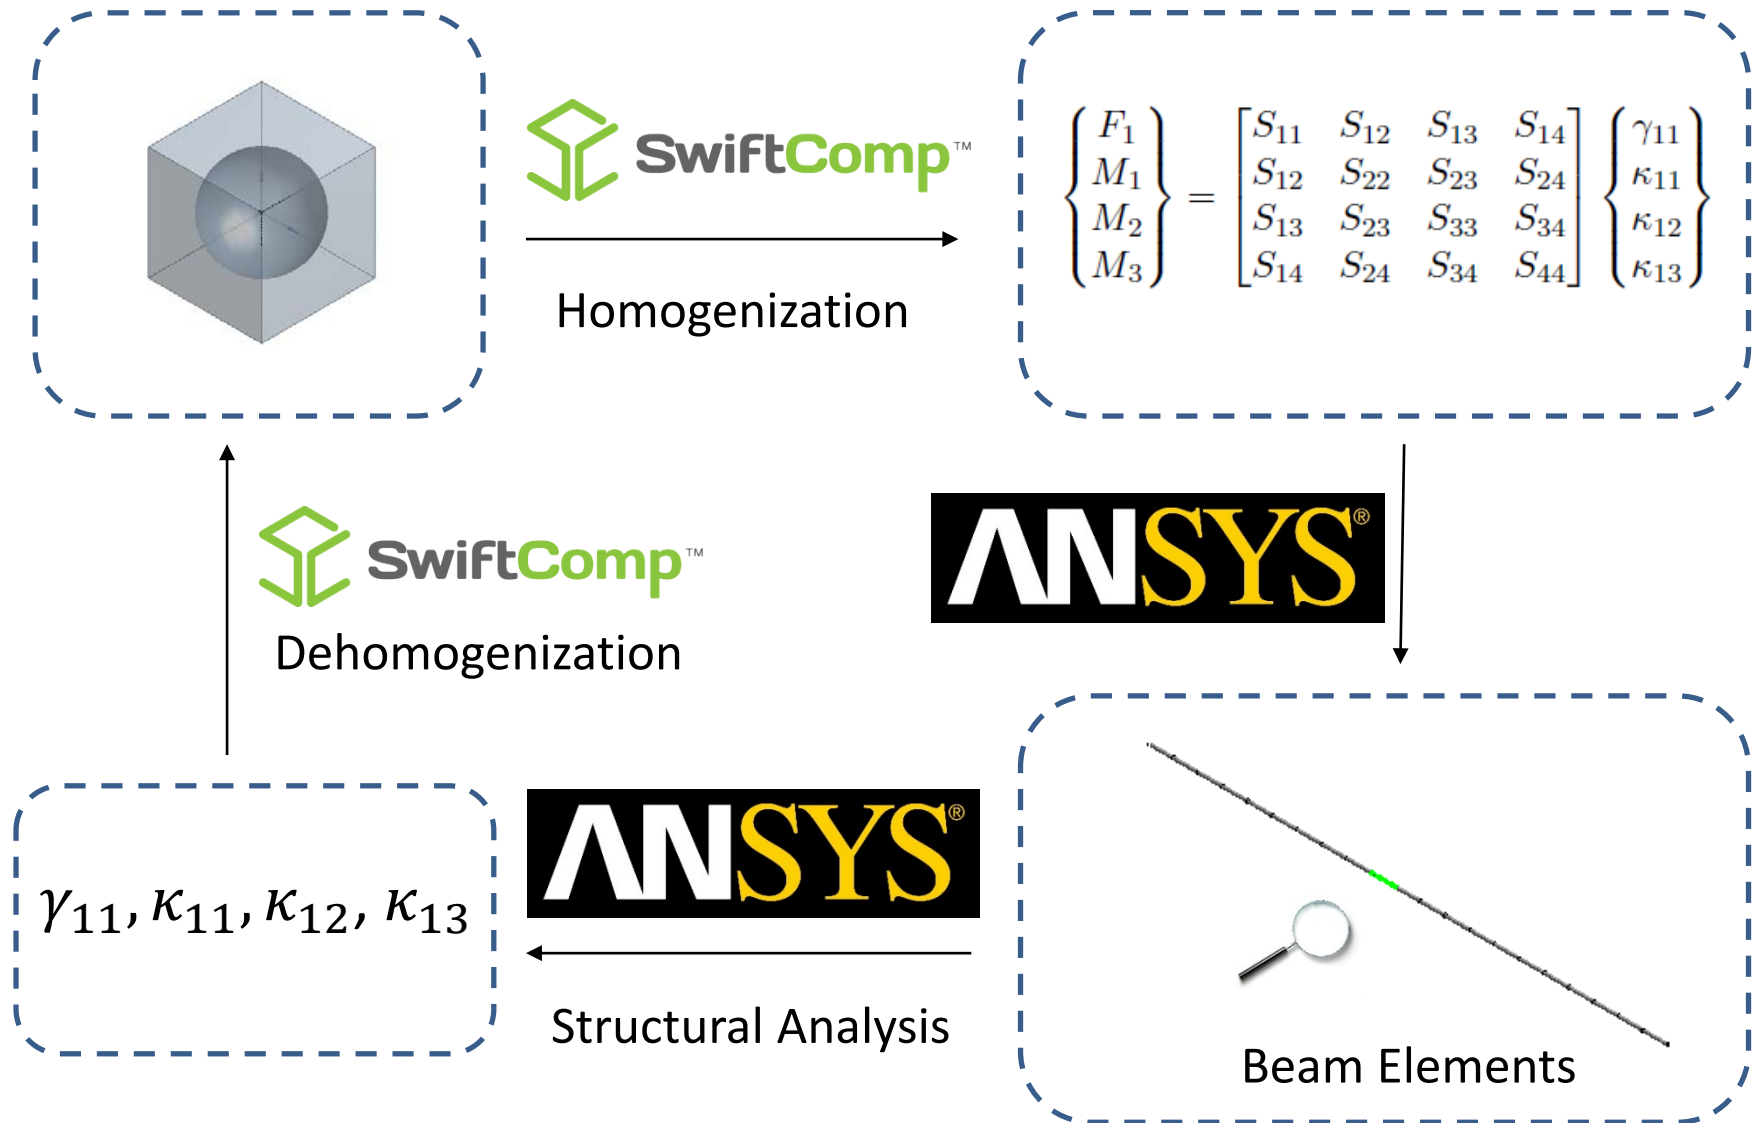 SwiftComp™
Homogenization
{F₁ M₁ M₂ M₃} = [S₁₁ S₁₂ S₁₃ S₁₄
S₁₂ S₂₂ S₂₃ S₂₄
S₁₃ S₂₃ S₃₃ S₃₄
S₁₄ S₂₄ S₃₄ S₄₄] {γ₁₁ κ₁₁ κ₁₂ κ₁₃}
SwiftComp™
Dehomogenization
ANSYS®
γ₁₁, κ₁₁, κ₁₂, κ₁₃
ANSYS®
Structural Analysis
Beam Elements